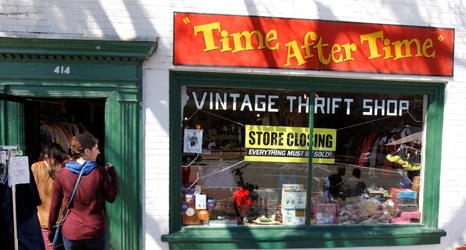 "Time After Time"
414
VINTAGE THRIFT SHOP
STORE CLOSING
EVERYTHING MUST BE SOLD!